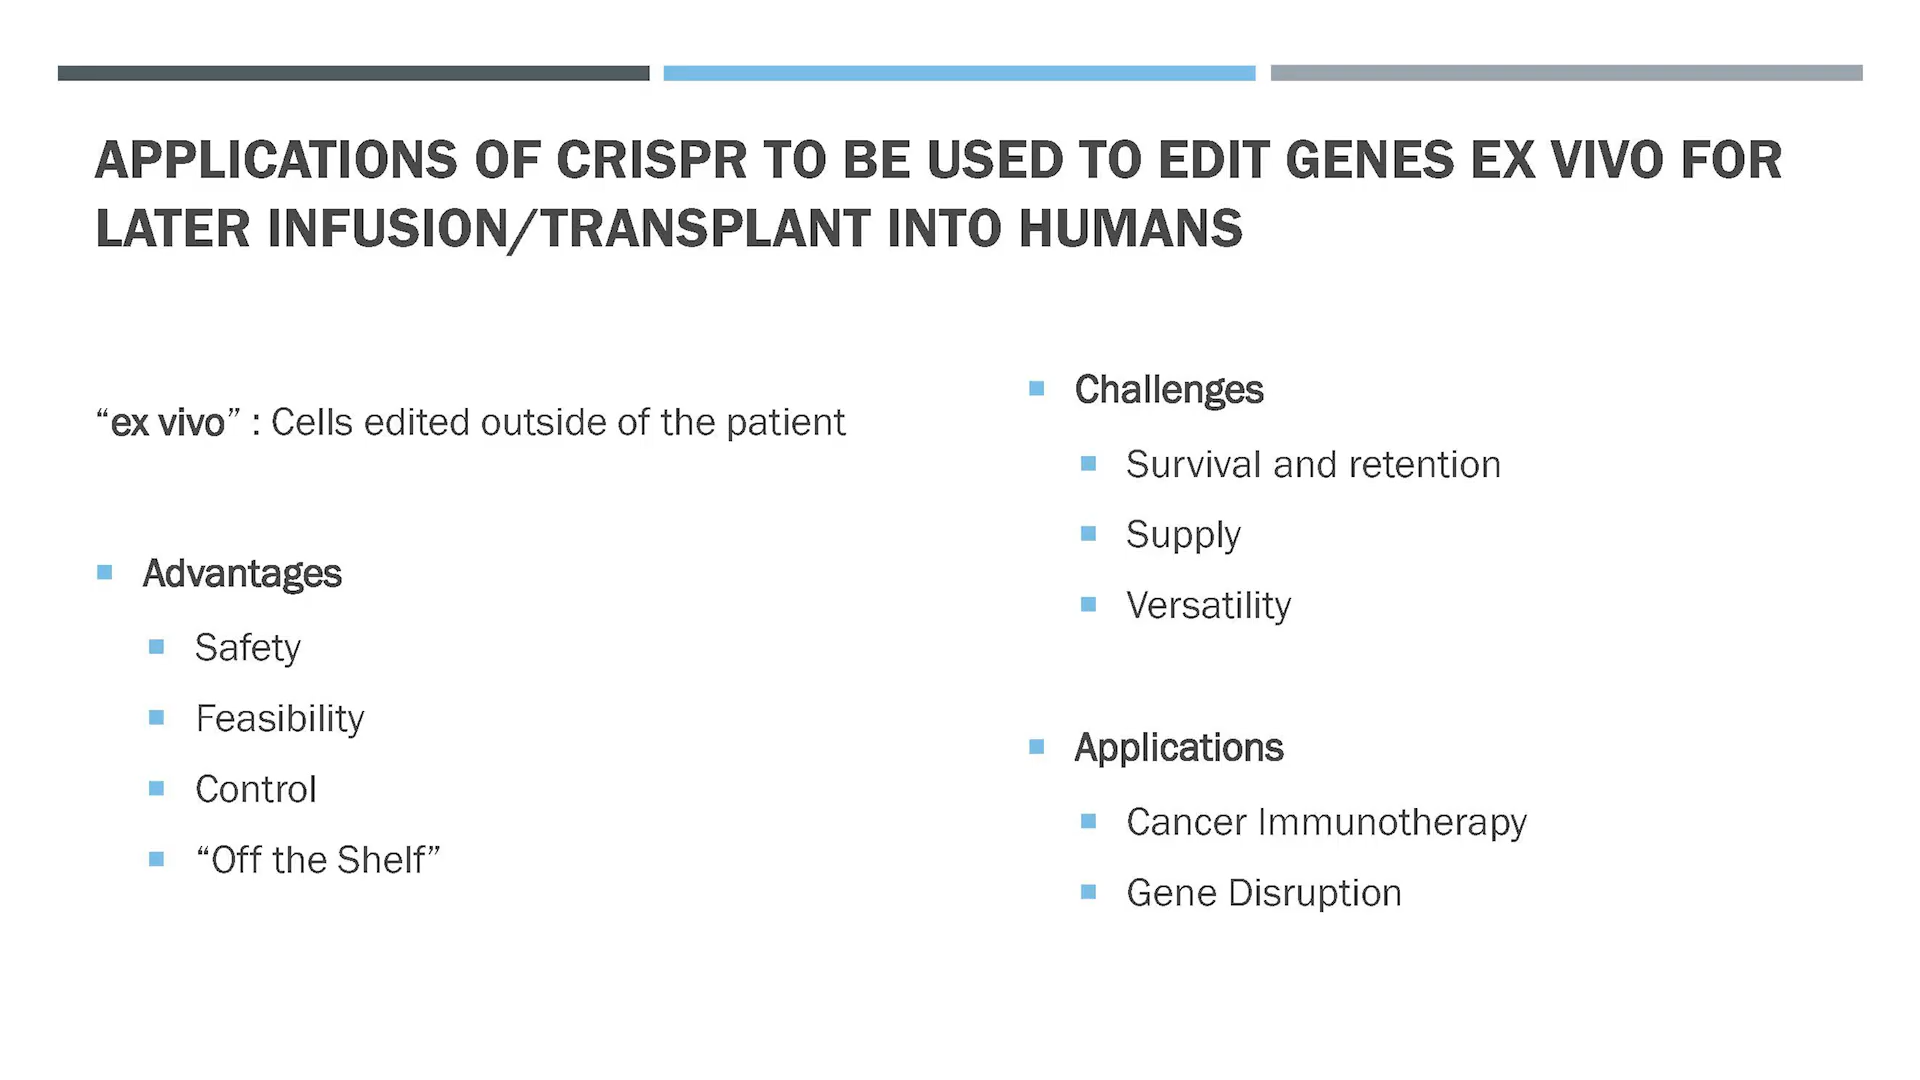 APPLICATIONS OF CRISPR TO BE USED TO EDIT GENES EX VIVO FOR
LATER INFUSION/TRANSPLANT INTO HUMANS
“ex vivo” : Cells edited outside of the patient
Advantages
Safety
Feasibility
Control
“Off the Shelf”
Challenges
Survival and retention
Supply
Versatility
Applications
Cancer Immunotherapy
Gene Disruption